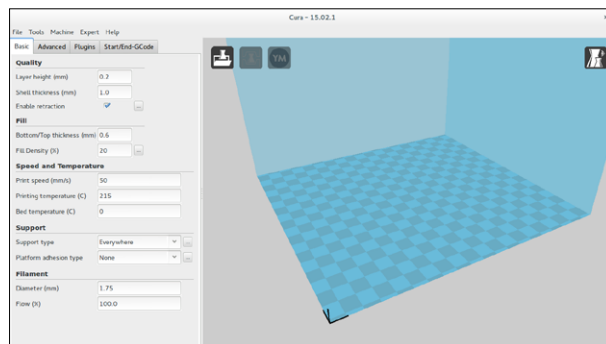 Cura - 15.02.1
File Tools Machine Expert Help
Basic Advanced Plugins Start/End-GCode
Quality
Layer height (mm) 0.2
Shell thickness (mm) 1.0
Enable retraction ...
Fill
Bottom/Top thickness (mm) 0.6
Fill Density (%) 20 ...
Speed and Temperature
Print speed (mm/s) 50
Printing temperature (C) 215
Bed temperature (C) 0
Support
Support type Everywhere ...
Platform adhesion type None ...
Filament
Diameter (mm) 1.75
Flow (%) 100.0
YM